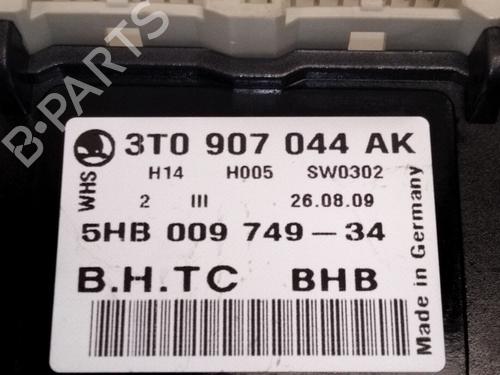 B-PARTS
WHS
3T0 907 044 AK
H14 H005 SW0302
2 III 26.08.09
5HB 009 749-34
B.H.TC BHB
Made in Germany